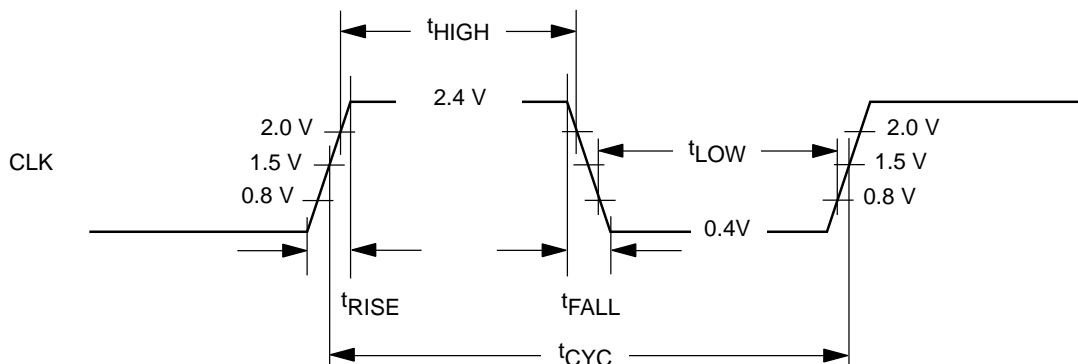 tHIGH
2.4 V
2.0 V
2.0 V
CLK
1.5 V
tLOW
1.5 V
0.8 V
0.8 V
0.4V
tRISE
tFALL
tCYC